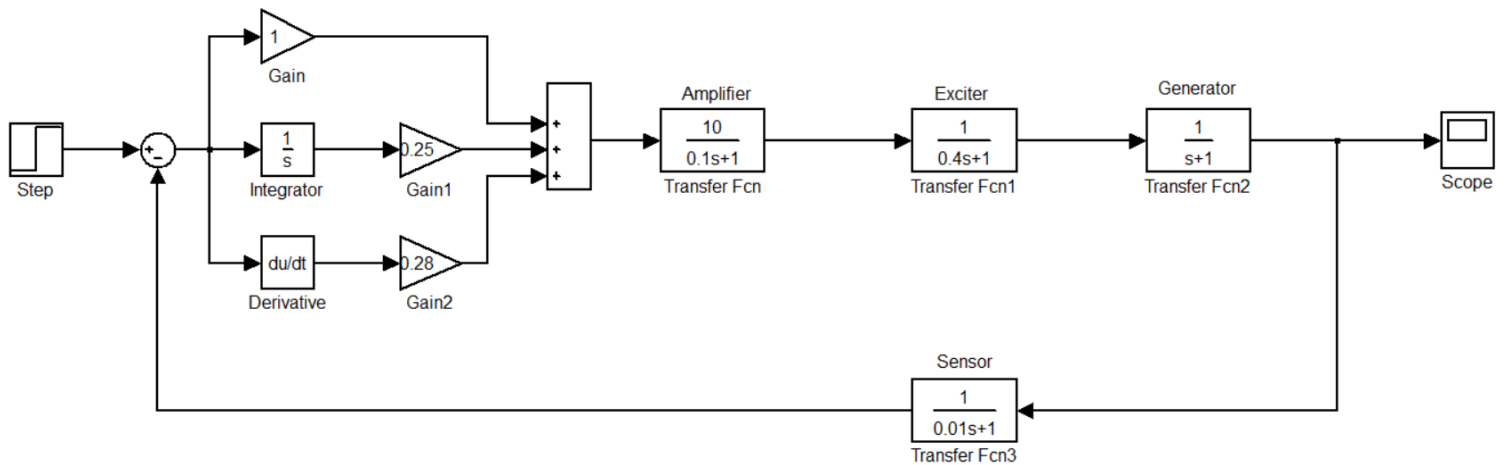 1
Gain
Step
+
−
1
s
Integrator
0.25
Gain1
du/dt
Derivative
0.28
Gain2
+
+
+
Amplifier
10
0.1s+1
Transfer Fcn
Exciter
1
0.4s+1
Transfer Fcn1
Generator
1
s+1
Transfer Fcn2
Scope
Sensor
1
0.01s+1
Transfer Fcn3